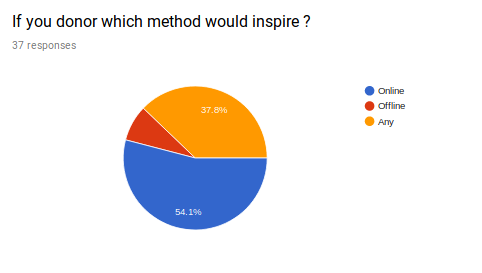 If you donor which method would inspire ?
37 responses
37.8%
54.1%
Online
Offline
Any